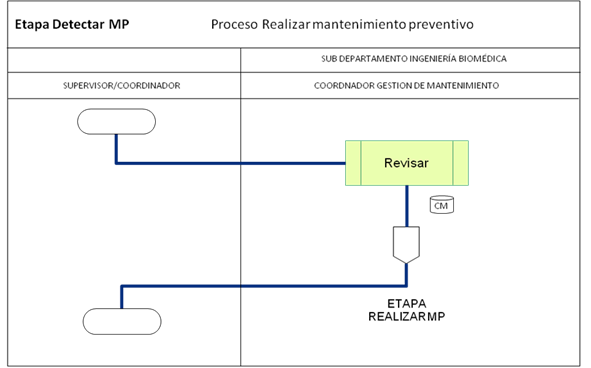 Etapa Detectar MP
Proceso Realizar mantenimiento preventivo
SUB DEPARTAMENTO INGENIERÍA BIOMÉDICA
SUPERVISOR/COORDINADOR
COORDNADOR GESTION DE MANTENIMIENTO
Revisar
CM
ETAPA
REALIZAR MP